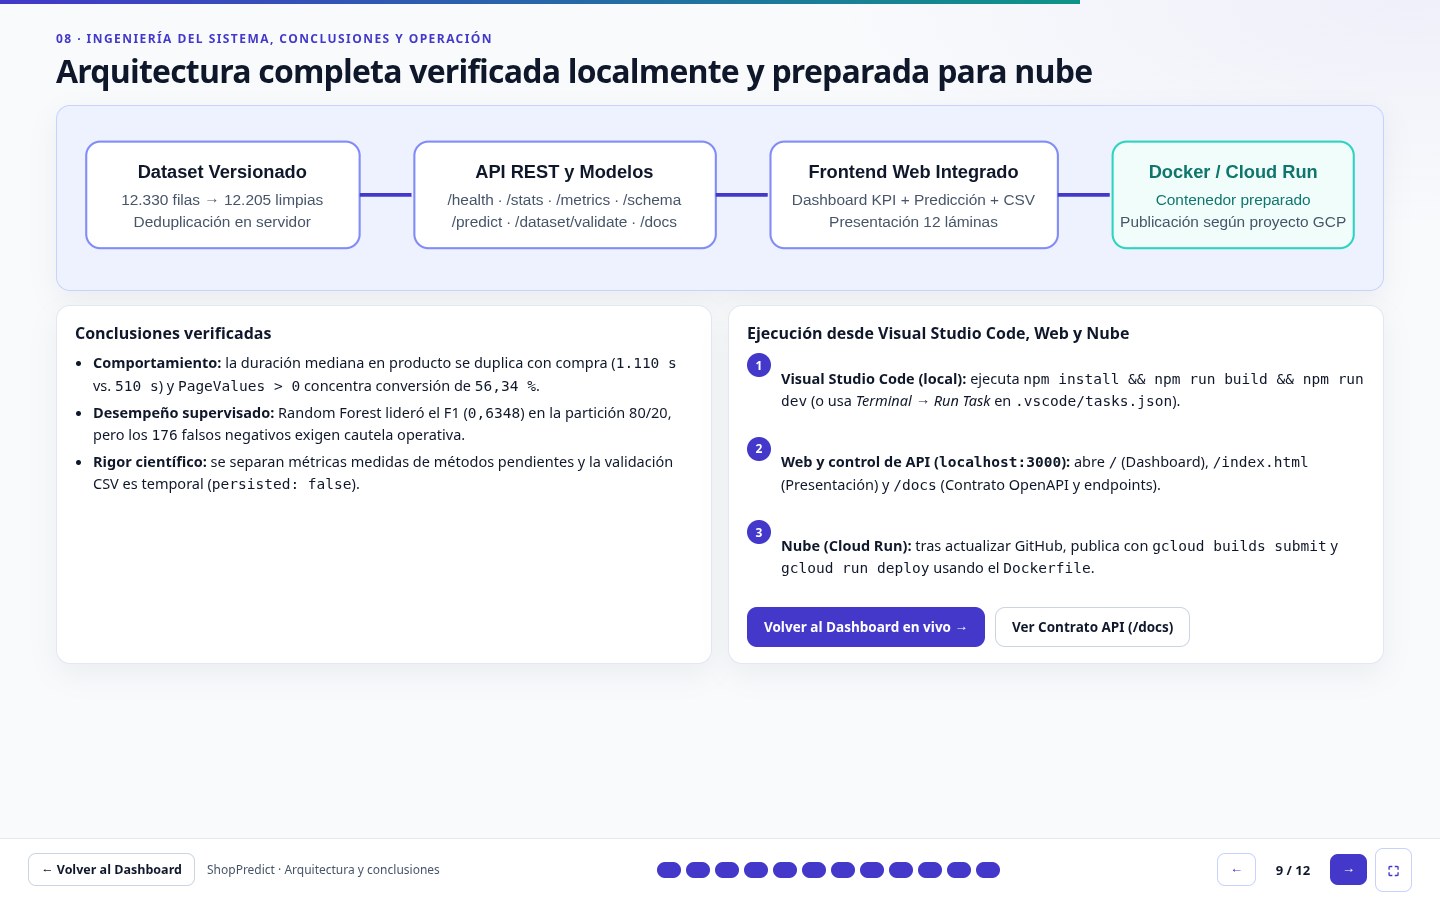 08 · INGENIERÍA DEL SISTEMA, CONCLUSIONES Y OPERACIÓN
Arquitectura completa verificada localmente y preparada para nube
Dataset Versionado
12.330 filas → 12.205 limpias
Deduplicación en servidor
API REST y Modelos
/health · /stats · /metrics · /schema
/predict · /dataset/validate · /docs
Frontend Web Integrado
Dashboard KPI + Predicción + CSV
Presentación 12 láminas
Docker / Cloud Run
Contenedor preparado
Publicación según proyecto GCP
Conclusiones verificadas
• Comportamiento: la duración mediana en producto se duplica con compra (1.110 s
vs. 510 s) y PageValues > 0 concentra conversión de 56,34 %.
• Desempeño supervisado: Random Forest lideró el F1 (0,6348) en la partición 80/20,
pero los 176 falsos negativos exigen cautela operativa.
• Rigor científico: se separan métricas medidas de métodos pendientes y la validación
CSV es temporal (persisted: false).
Ejecución desde Visual Studio Code, Web y Nube
1
Visual Studio Code (local): ejecuta npm install && npm run build && npm run
dev (o usa Terminal → Run Task en .vscode/tasks.json).
2
Web y control de API (localhost:3000): abre / (Dashboard), /index.html
(Presentación) y /docs (Contrato OpenAPI y endpoints).
3
Nube (Cloud Run): tras actualizar GitHub, publica con gcloud builds submit y
gcloud run deploy usando el Dockerfile.
Volver al Dashboard en vivo →
Ver Contrato API (/docs)
← Volver al Dashboard
ShopPredict · Arquitectura y conclusiones
←
9 / 12
→